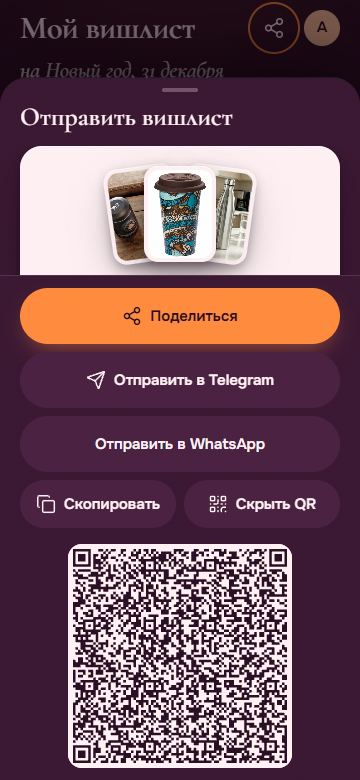 Мой вишлист
A
на Новый год, 31 декабря
Отправить вишлист
Поделиться
Отправить в Telegram
Отправить в WhatsApp
Скопировать
Скрыть QR